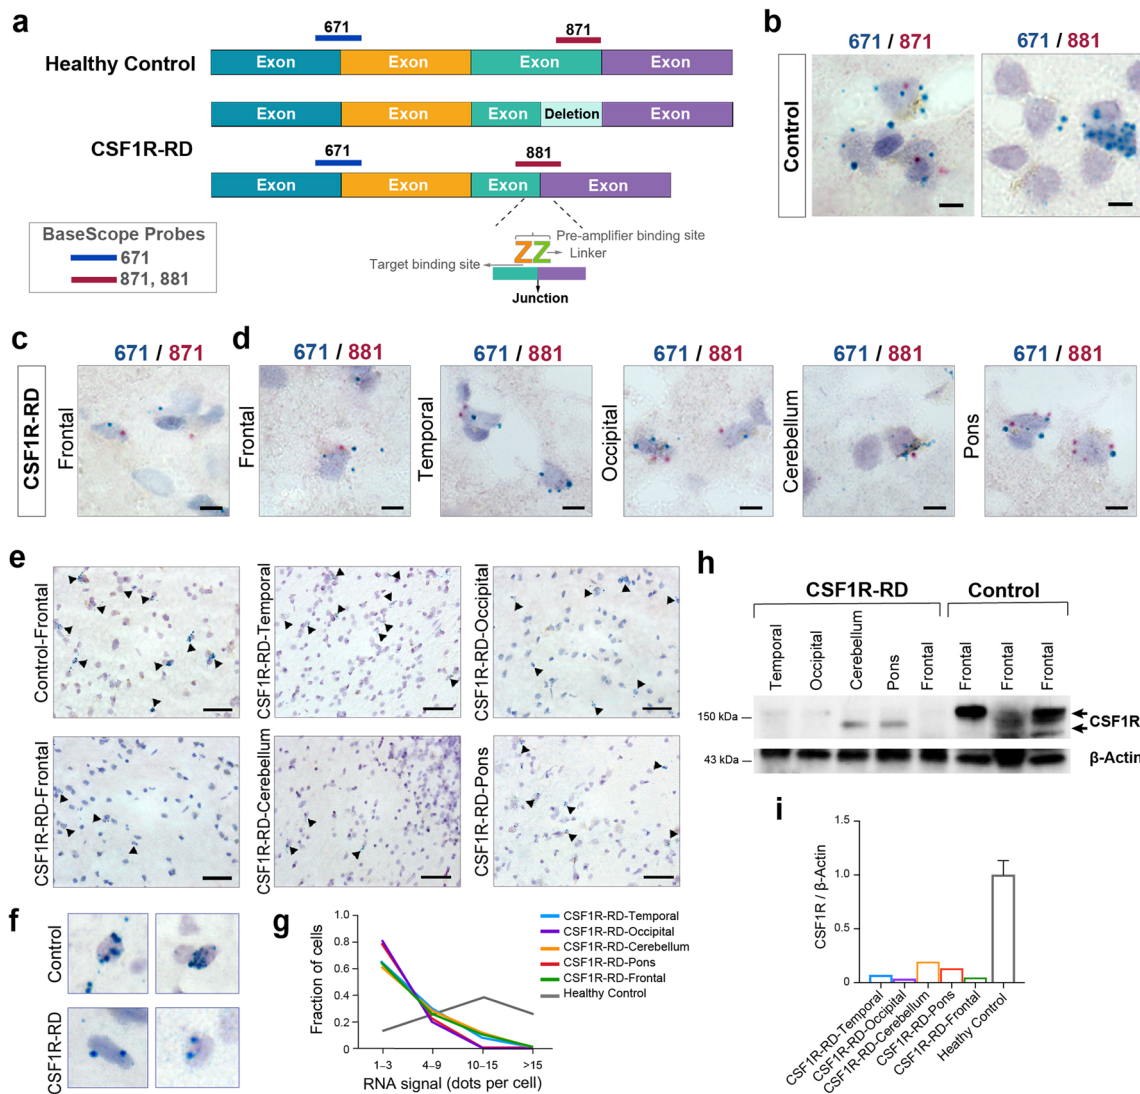 a
671
871
Healthy Control
Exon Exon Exon Exon
Exon Exon Exon Deletion Exon
CSF1R-RD
671
881
Exon Exon Exon Exon
BaseScope Probes
671
871, 881
Pre-amplifier binding site
ZZ
Linker
Target binding site
Junction
b
671 / 871
671 / 881
Control
c
671 / 871
CSF1R-RD
Frontal
d
671 / 881
Frontal
671 / 881
Temporal
671 / 881
Occipital
671 / 881
Cerebellum
671 / 881
Pons
e
Control-Frontal
CSF1R-RD-Temporal
CSF1R-RD-Occipital
CSF1R-RD-Frontal
CSF1R-RD-Cerebellum
CSF1R-RD-Pons
f
Control
CSF1R-RD
g
Fraction of cells
1.0
0.8
0.6
0.4
0.2
0
1–3
4–9
10–15
>15
RNA signal (dots per cell)
CSF1R-RD-Temporal
CSF1R-RD-Occipital
CSF1R-RD-Cerebellum
CSF1R-RD-Pons
CSF1R-RD-Frontal
Healthy Control
h
CSF1R-RD
Control
Temporal
Occipital
Cerebellum
Pons
Frontal
Frontal
Frontal
Frontal
150 kDa
CSF1R
43 kDa
β-Actin
i
CSF1R / β-Actin
1.5
1.0
0.5
0
CSF1R-RD-Temporal
CSF1R-RD-Occipital
CSF1R-RD-Cerebellum
CSF1R-RD-Pons
CSF1R-RD-Frontal
Heathy Control